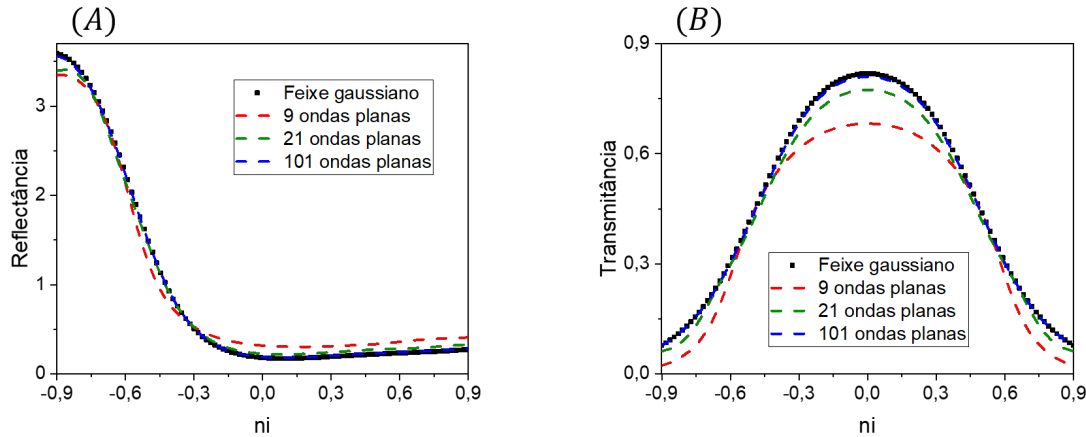 (A)
Reflectância
3
2
1
0
-0,9 -0,6 -0,3 0,0 0,3 0,6 0,9
ni
Feixe gaussiano
9 ondas planas
21 ondas planas
101 ondas planas
(B)
Transmitância
0,9
0,6
0,3
0,0
-0,9 -0,6 -0,3 0,0 0,3 0,6 0,9
ni
Feixe gaussiano
9 ondas planas
21 ondas planas
101 ondas planas